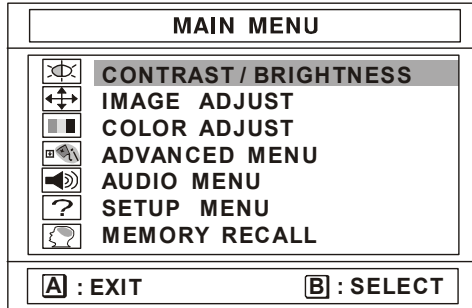 MAIN MENU
CONTRAST / BRIGHTNESS
IMAGE ADJUST
COLOR ADJUST
ADVANCED MENU
AUDIO MENU
? SETUP MENU
MEMORY RECALL
A : EXIT B : SELECT